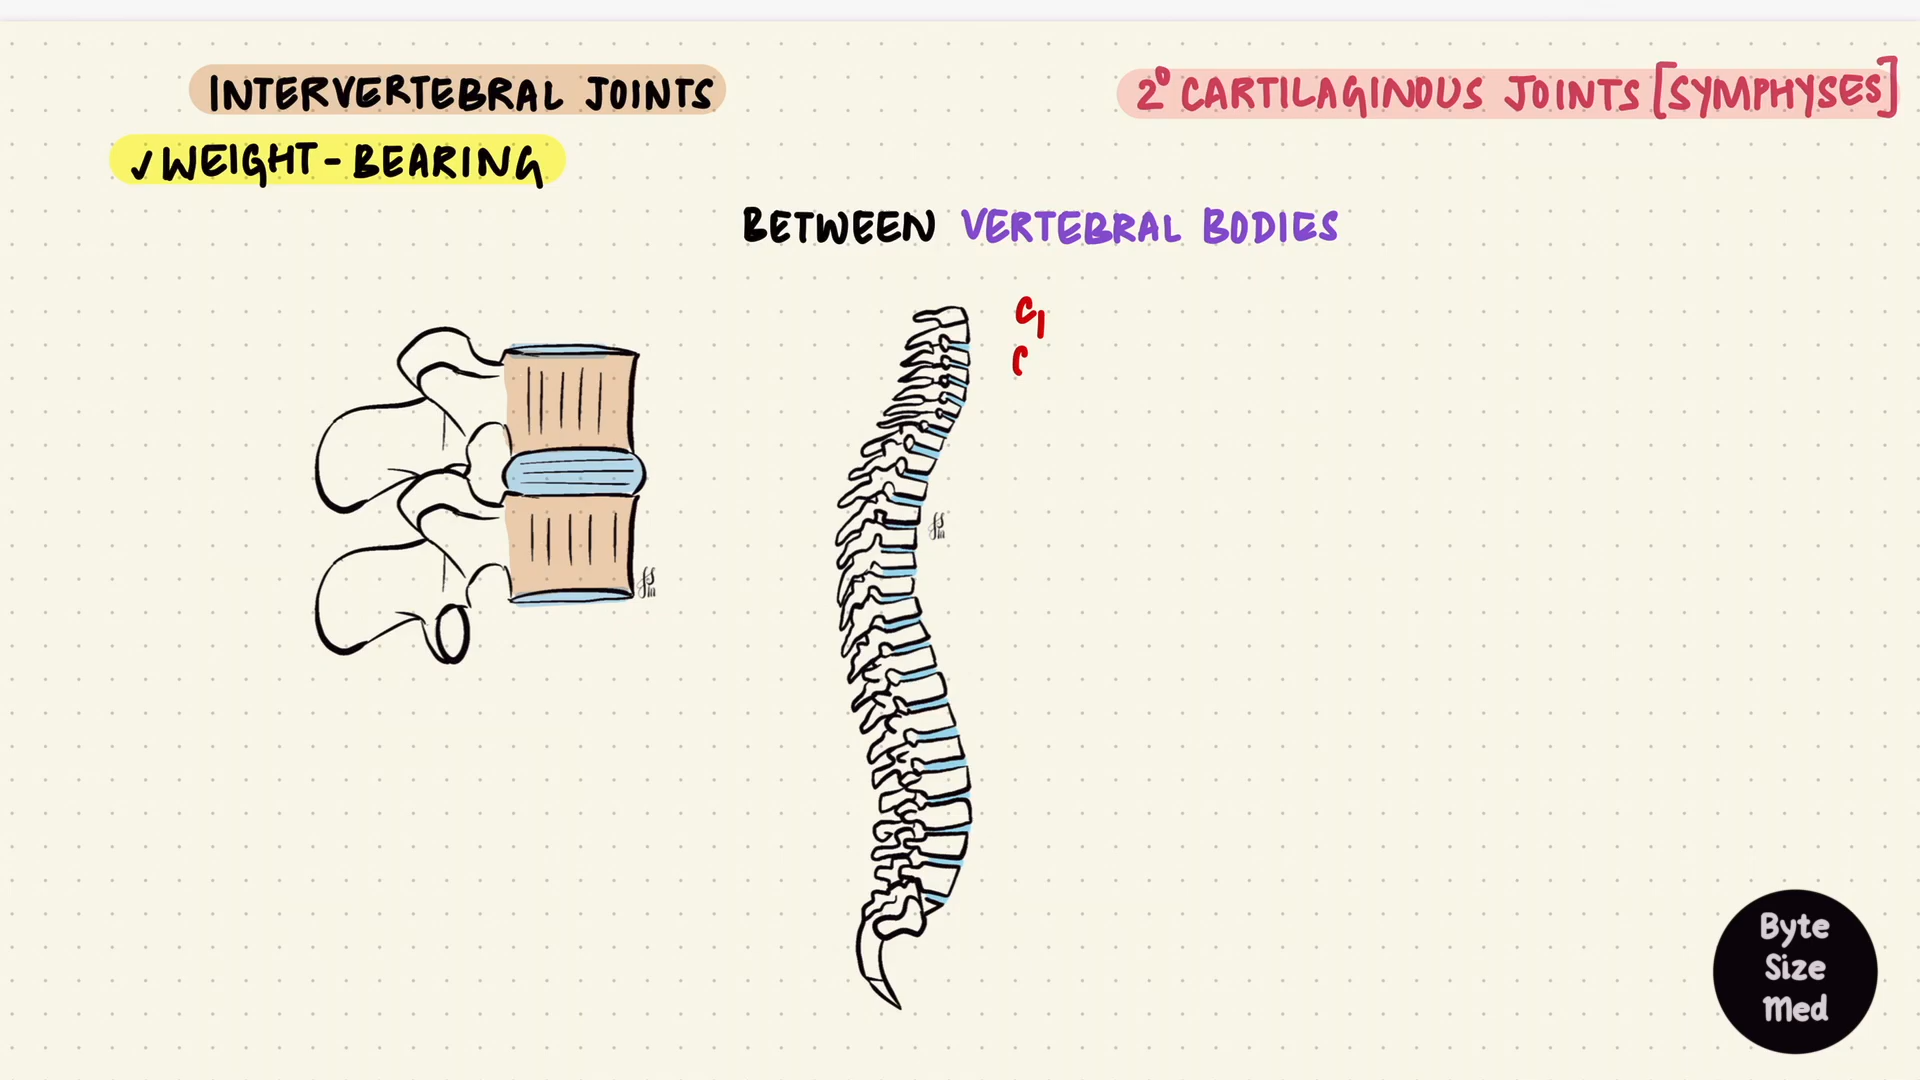 INTERVERTEBRAL JOINTS
2° CARTILAGINOUS JOINTS [SYMPHYSES]
✓ WEIGHT-BEARING
BETWEEN VERTEBRAL BODIES
C1
C
Byte
Size
Med